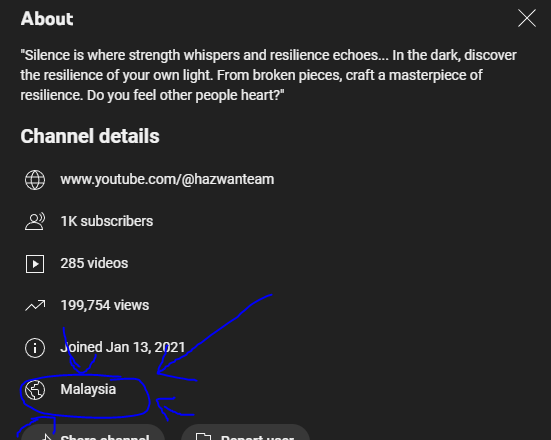 About
"Silence is where strength whispers and resilience echoes... In the dark, discover
the resilience of your own light. From broken pieces, craft a masterpiece of
resilience. Do you feel other people heart?"
Channel details
www.youtube.com/@hazwanteam
1K subscribers
285 videos
199,754 views
Joined Jan 13, 2021
Malaysia
Share channel
Report user